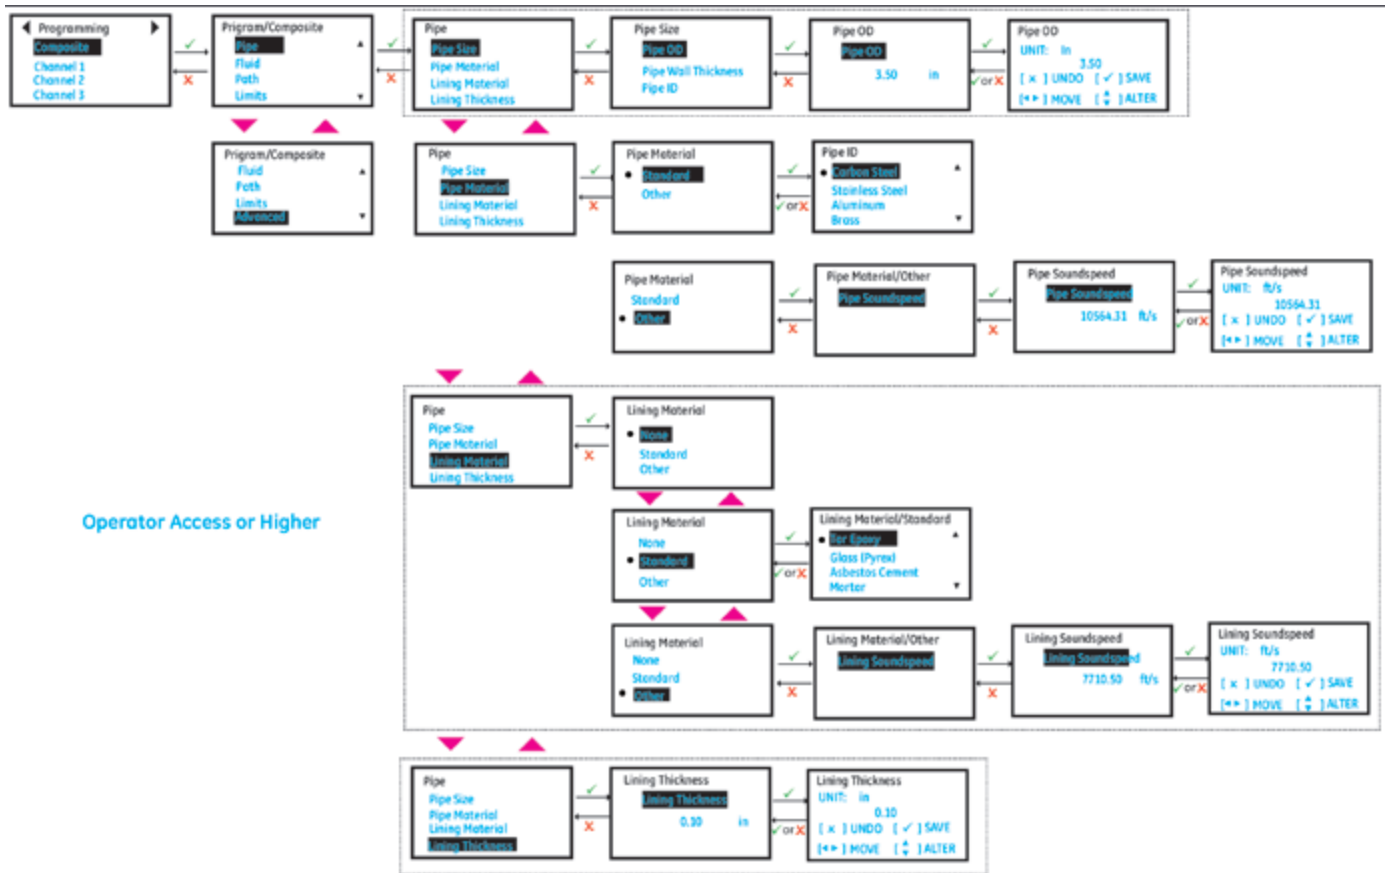 Programming
Composite
Channel 1
Channel 2
Channel 3
Prigram/Composite
Pipe
Fluid
Path
Limits
Pipe
Pipe Size
Pipe Material
Lining Material
Lining Thickness
Pipe Size
Pipe OD
Pipe Wall Thickness
Pipe ID
Pipe OD
Pipe OD
3.50 in
Pipe OD
UNIT: In
3.50
[ x ] UNDO [ ✓ ] SAVE
[◄ ►] MOVE [ ▲▼ ] ALTER
or X
Prigram/Composite
Fluid
Path
Limits
Advanced
Pipe
Pipe Size
Pipe Material
Lining Material
Lining Thickness
Pipe Material
Standard
Other
Pipe ID
Carbon Steel
Stainless Steel
Aluminum
Brass
✓ or X
Pipe Material
Standard
Other
Pipe Material/Other
Pipe Soundspeed
Pipe Soundspeed
Pipe Soundspeed
10564.31 ft/s
Pipe Soundspeed
UNIT: ft/s
10564.31
[ x ] UNDO [ ✓ ] SAVE
[◄ ►] MOVE [ ▲▼ ] ALTER
✓ or X
Pipe
Pipe Size
Pipe Material
Lining Material
Lining Thickness
Lining Material
None
Standard
Other
Operator Access or Higher
Lining Material
None
Standard
Other
Lining Material/Standard
Tar Epoxy
Glass (Pyrex)
Asbestos Cement
Mortar
✓ or X
Lining Material
None
Standard
Other
Lining Material/Other
Lining Soundspeed
Lining Soundspeed
Lining Soundspeed
7710.50 ft/s
Lining Soundspeed
UNIT: ft/s
7710.50
[ x ] UNDO [ ✓ ] SAVE
[◄ ►] MOVE [ ▲▼ ] ALTER
✓ or X
Pipe
Pipe Size
Pipe Material
Lining Material
Lining Thickness
Lining Thickness
Lining Thickness
0.10 in
Lining Thickness
UNIT: in
0.10
[ x ] UNDO [ ✓ ] SAVE
[◄ ►] MOVE [ ▲▼ ] ALTER
✓ or X